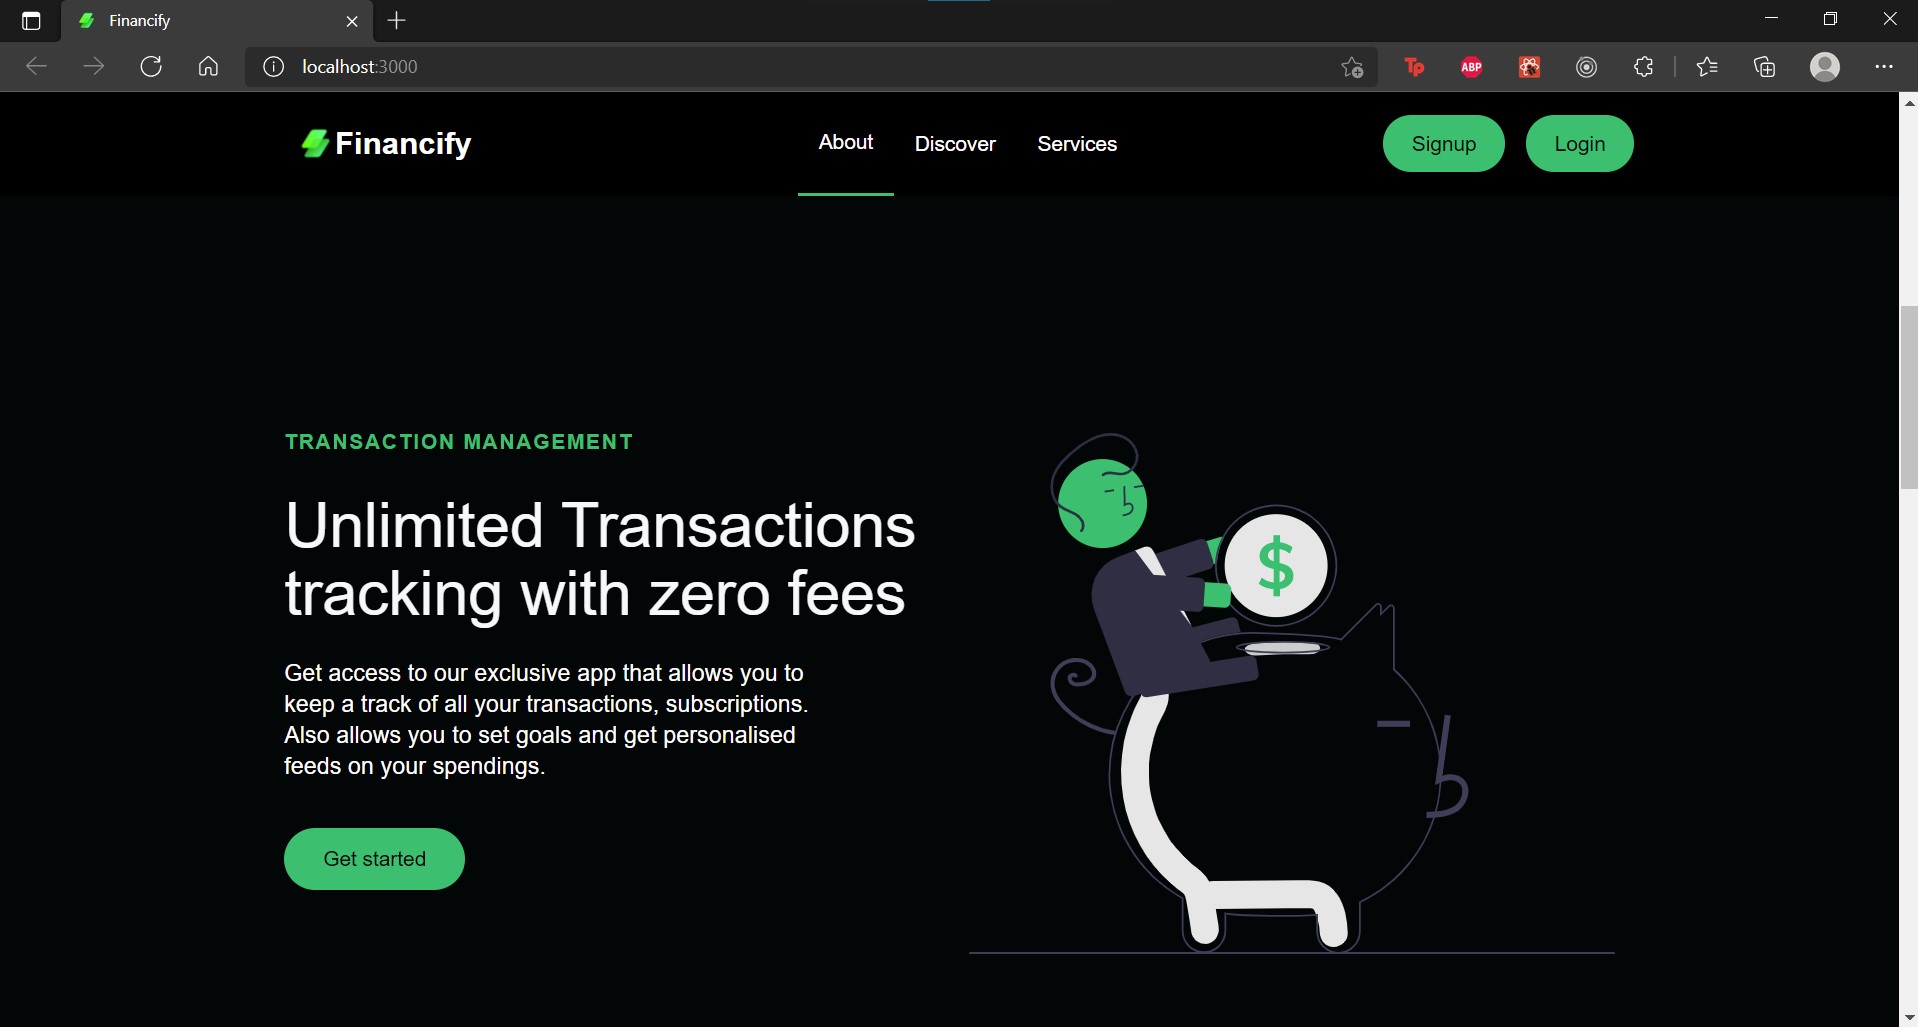 Financify
localhost:3000
Tp
ABP
Financify
About
Discover
Services
Signup
Login
TRANSACTION MANAGEMENT
Unlimited Transactions
tracking with zero fees
Get access to our exclusive app that allows you to
keep a track of all your transactions, subscriptions.
Also allows you to set goals and get personalised
feeds on your spendings.
Get started
$